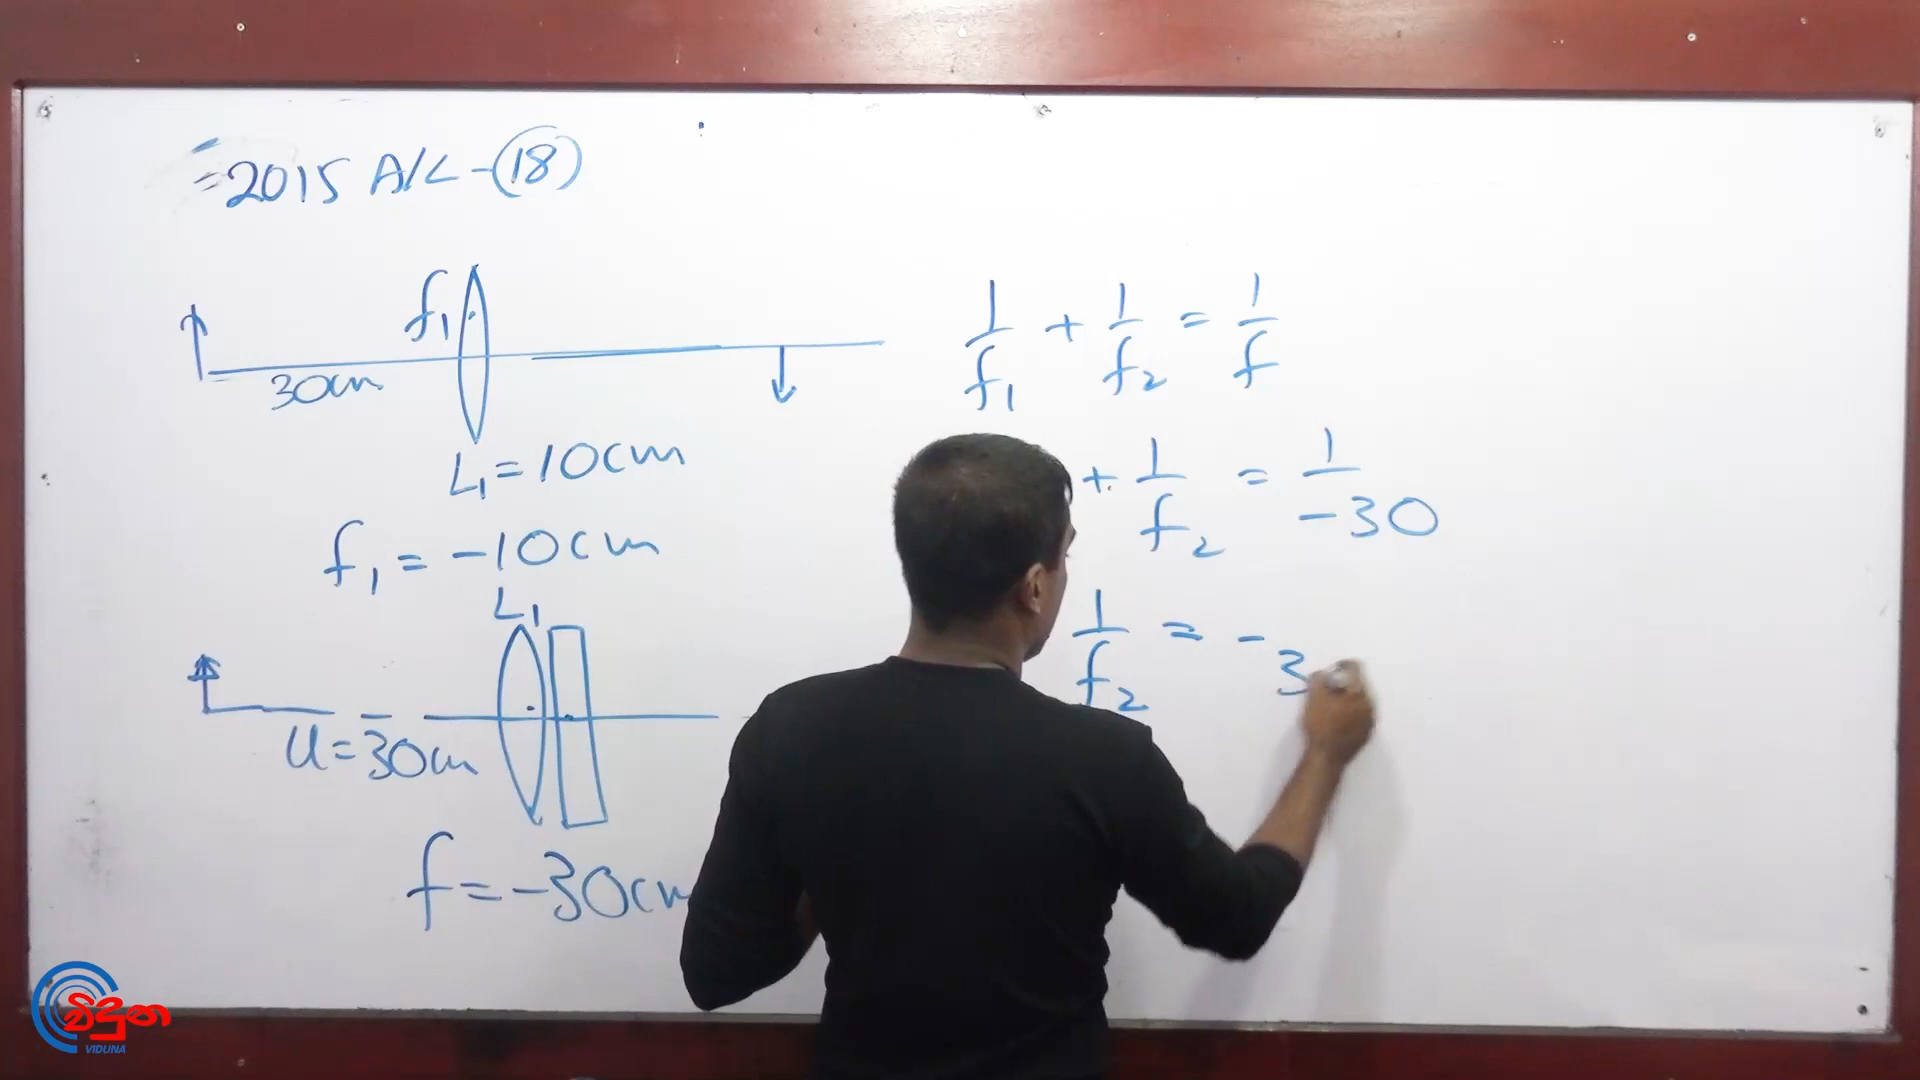 =2015 A/L -(18)
f₁
30cm
L₁ = 10cm
f₁ = -10cm
L₁
u=30cm
f = -30cm
1/f₁ + 1/f₂ = 1/f
+ 1/f₂ = 1/-30
1/f₂ = - 3
විදුන
VIDUNA